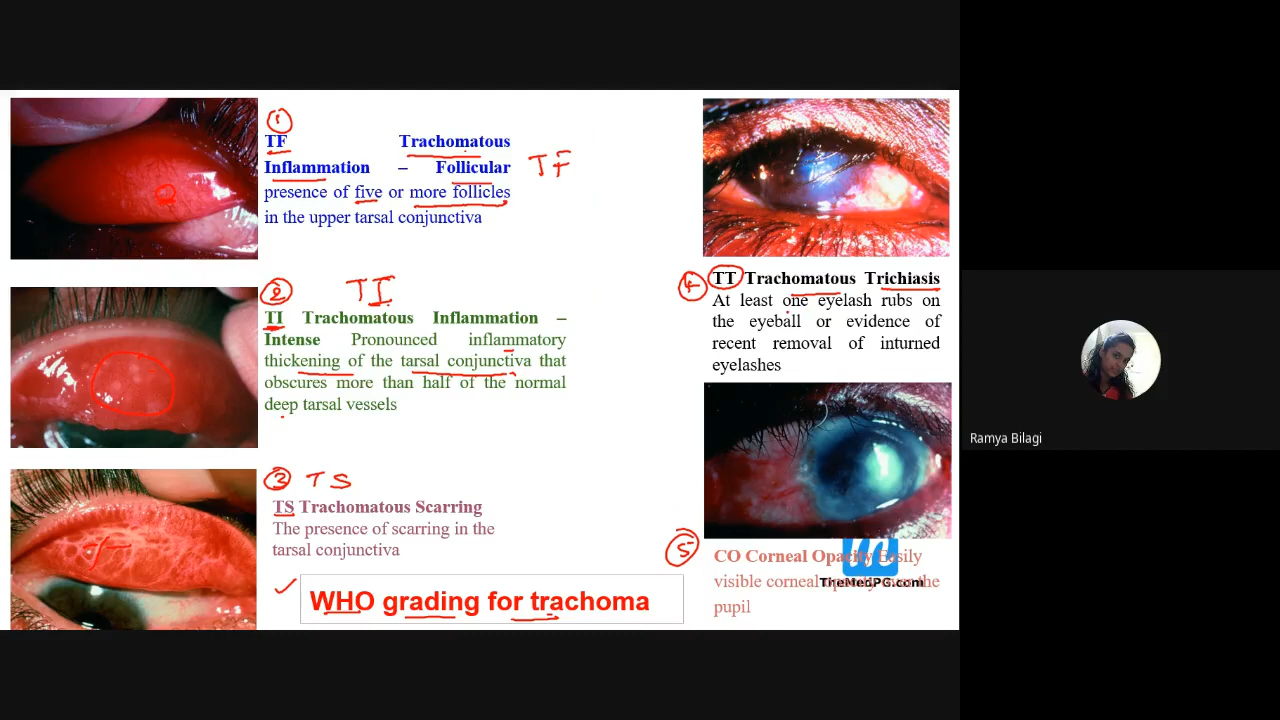 ①
TF Trachomatous
Inflammation – Follicular
TF
presence of five or more follicles
in the upper tarsal conjunctiva
②
TI
TI Trachomatous Inflammation –
Intense Pronounced inflammatory
thickening of the tarsal conjunctiva that
obscures more than half of the normal
deep tarsal vessels
③ TS
TS Trachomatous Scarring
The presence of scarring in the
tarsal conjunctiva
WHO grading for trachoma
④ TT Trachomatous Trichiasis
At least one eyelash rubs on
the eyeball or evidence of
recent removal of inturned
eyelashes
⑤
CO Corneal Opacity Easily
visible corneal opacity over the
pupil
TheMedPG.com
Ramya Bilagi